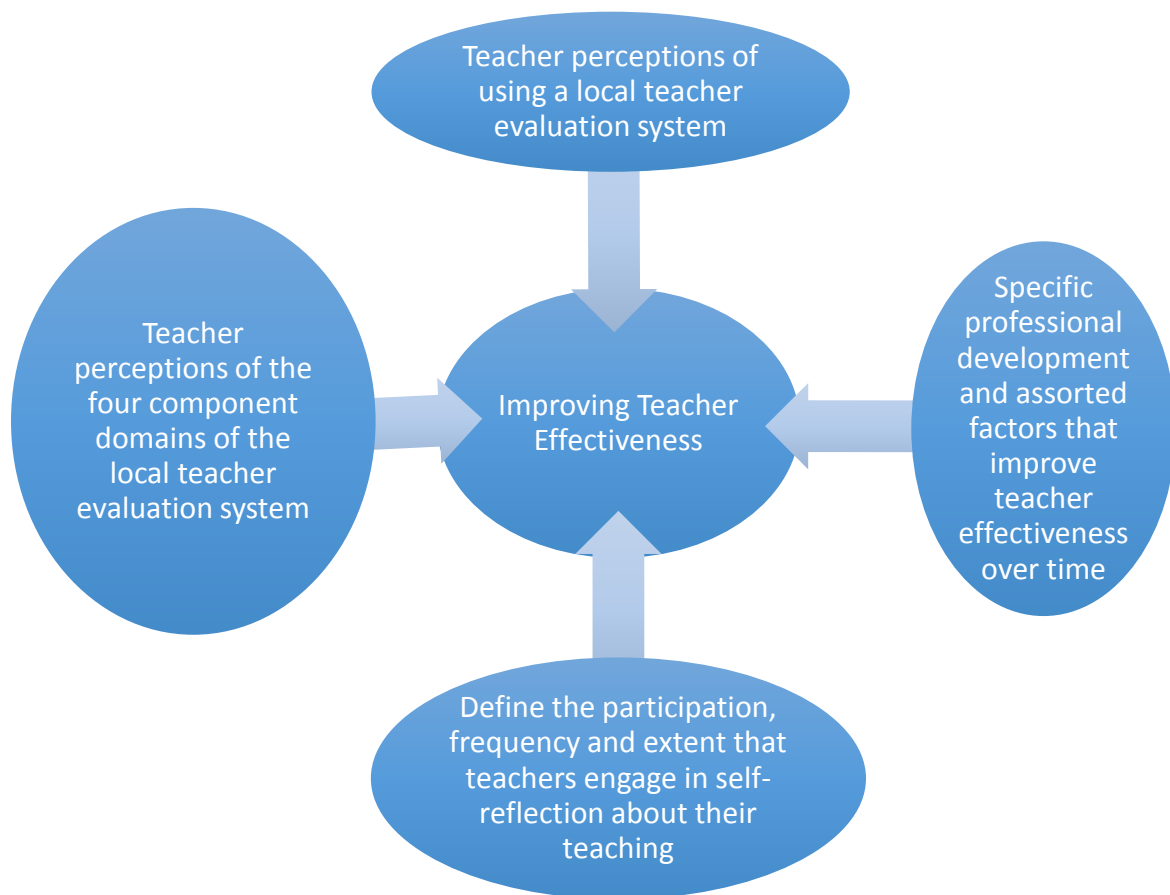 Teacher perceptions of
using a local teacher
evaluation system
Teacher
perceptions of the
four component
domains of the
local teacher
evaluation system
Improving Teacher
Effectiveness
Specific
professional
development
and assorted
factors that
improve
teacher
effectiveness
over time
Define the participation,
frequency and extent that
teachers engage in self-
reflection about their
teaching